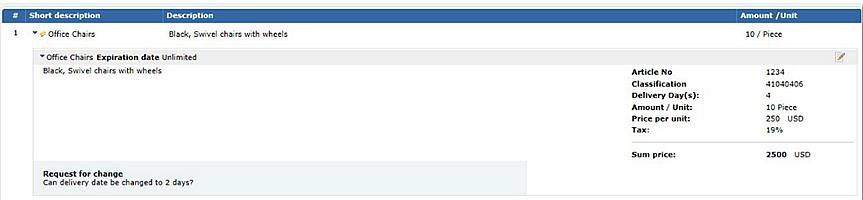 # Short description Description Amount /Unit
1 Office Chairs Black, Swivel chairs with wheels 10 / Piece
Office Chairs Expiration date Unlimited
Black, Swivel chairs with wheels
Article No 1234
Classification 41040406
Delivery Day(s): 4
Amount / Unit: 10 Piece
Price per unit: 250 USD
Tax: 19%
Sum price: 2500 USD
Request for change
Can delivery date be changed to 2 days?